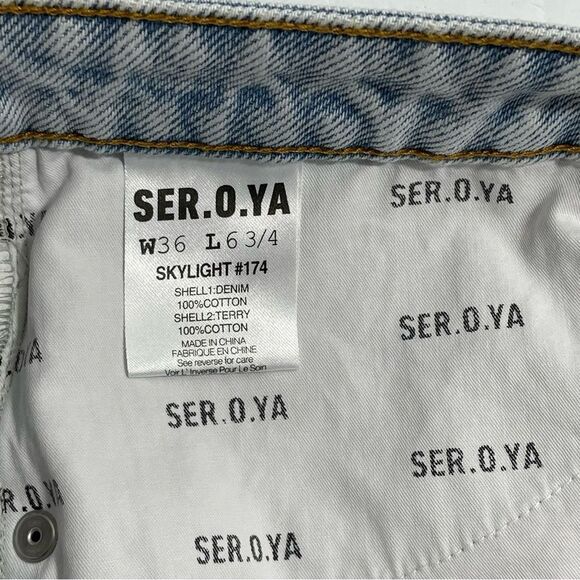 SER.O.YA
W36 L6 3/4
SKYLIGHT #174
SHELL1:DENIM
100%COTTON
SHELL2:TERRY
100%COTTON
MADE IN CHINA
FABRIQUE EN CHINE
See reverse for care
Voir L' Inverse Pour Le Soin
SER.O.YA
SER.O.YA
SER.O.YA
SER.O.YA
R.O.YA
SER.O.YA